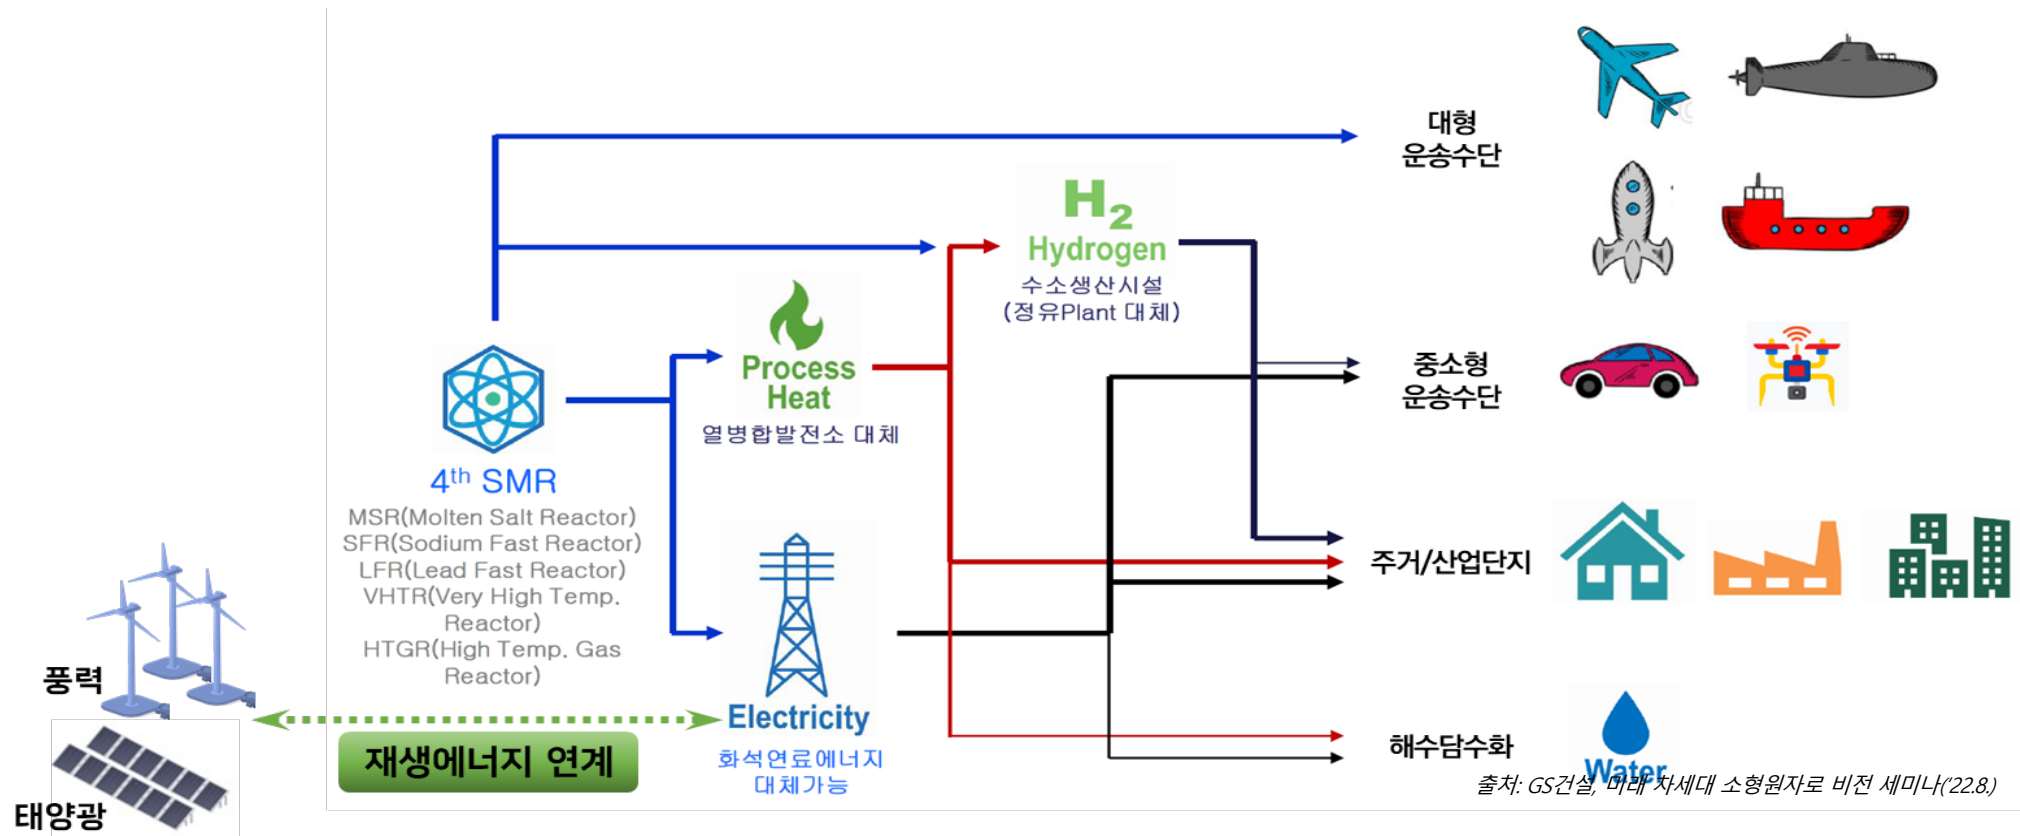 대형
운송수단
H2
Hydrogen
수소생산시설
(정유Plant 대체)
Process
Heat
열병합발전소 대체
중소형
운송수단
4th SMR
MSR(Molten Salt Reactor)
SFR(Sodium Fast Reactor)
LFR(Lead Fast Reactor)
VHTR(Very High Temp.
Reactor)
HTGR(High Temp. Gas
Reactor)
주거/산업단지
풍력
Electricity
화석연료에너지
대체가능
재생에너지 연계
태양광
해수담수화
Water
출처: GS건설, 미래 차세대 소형원자로 비전 세미나('22.8.)